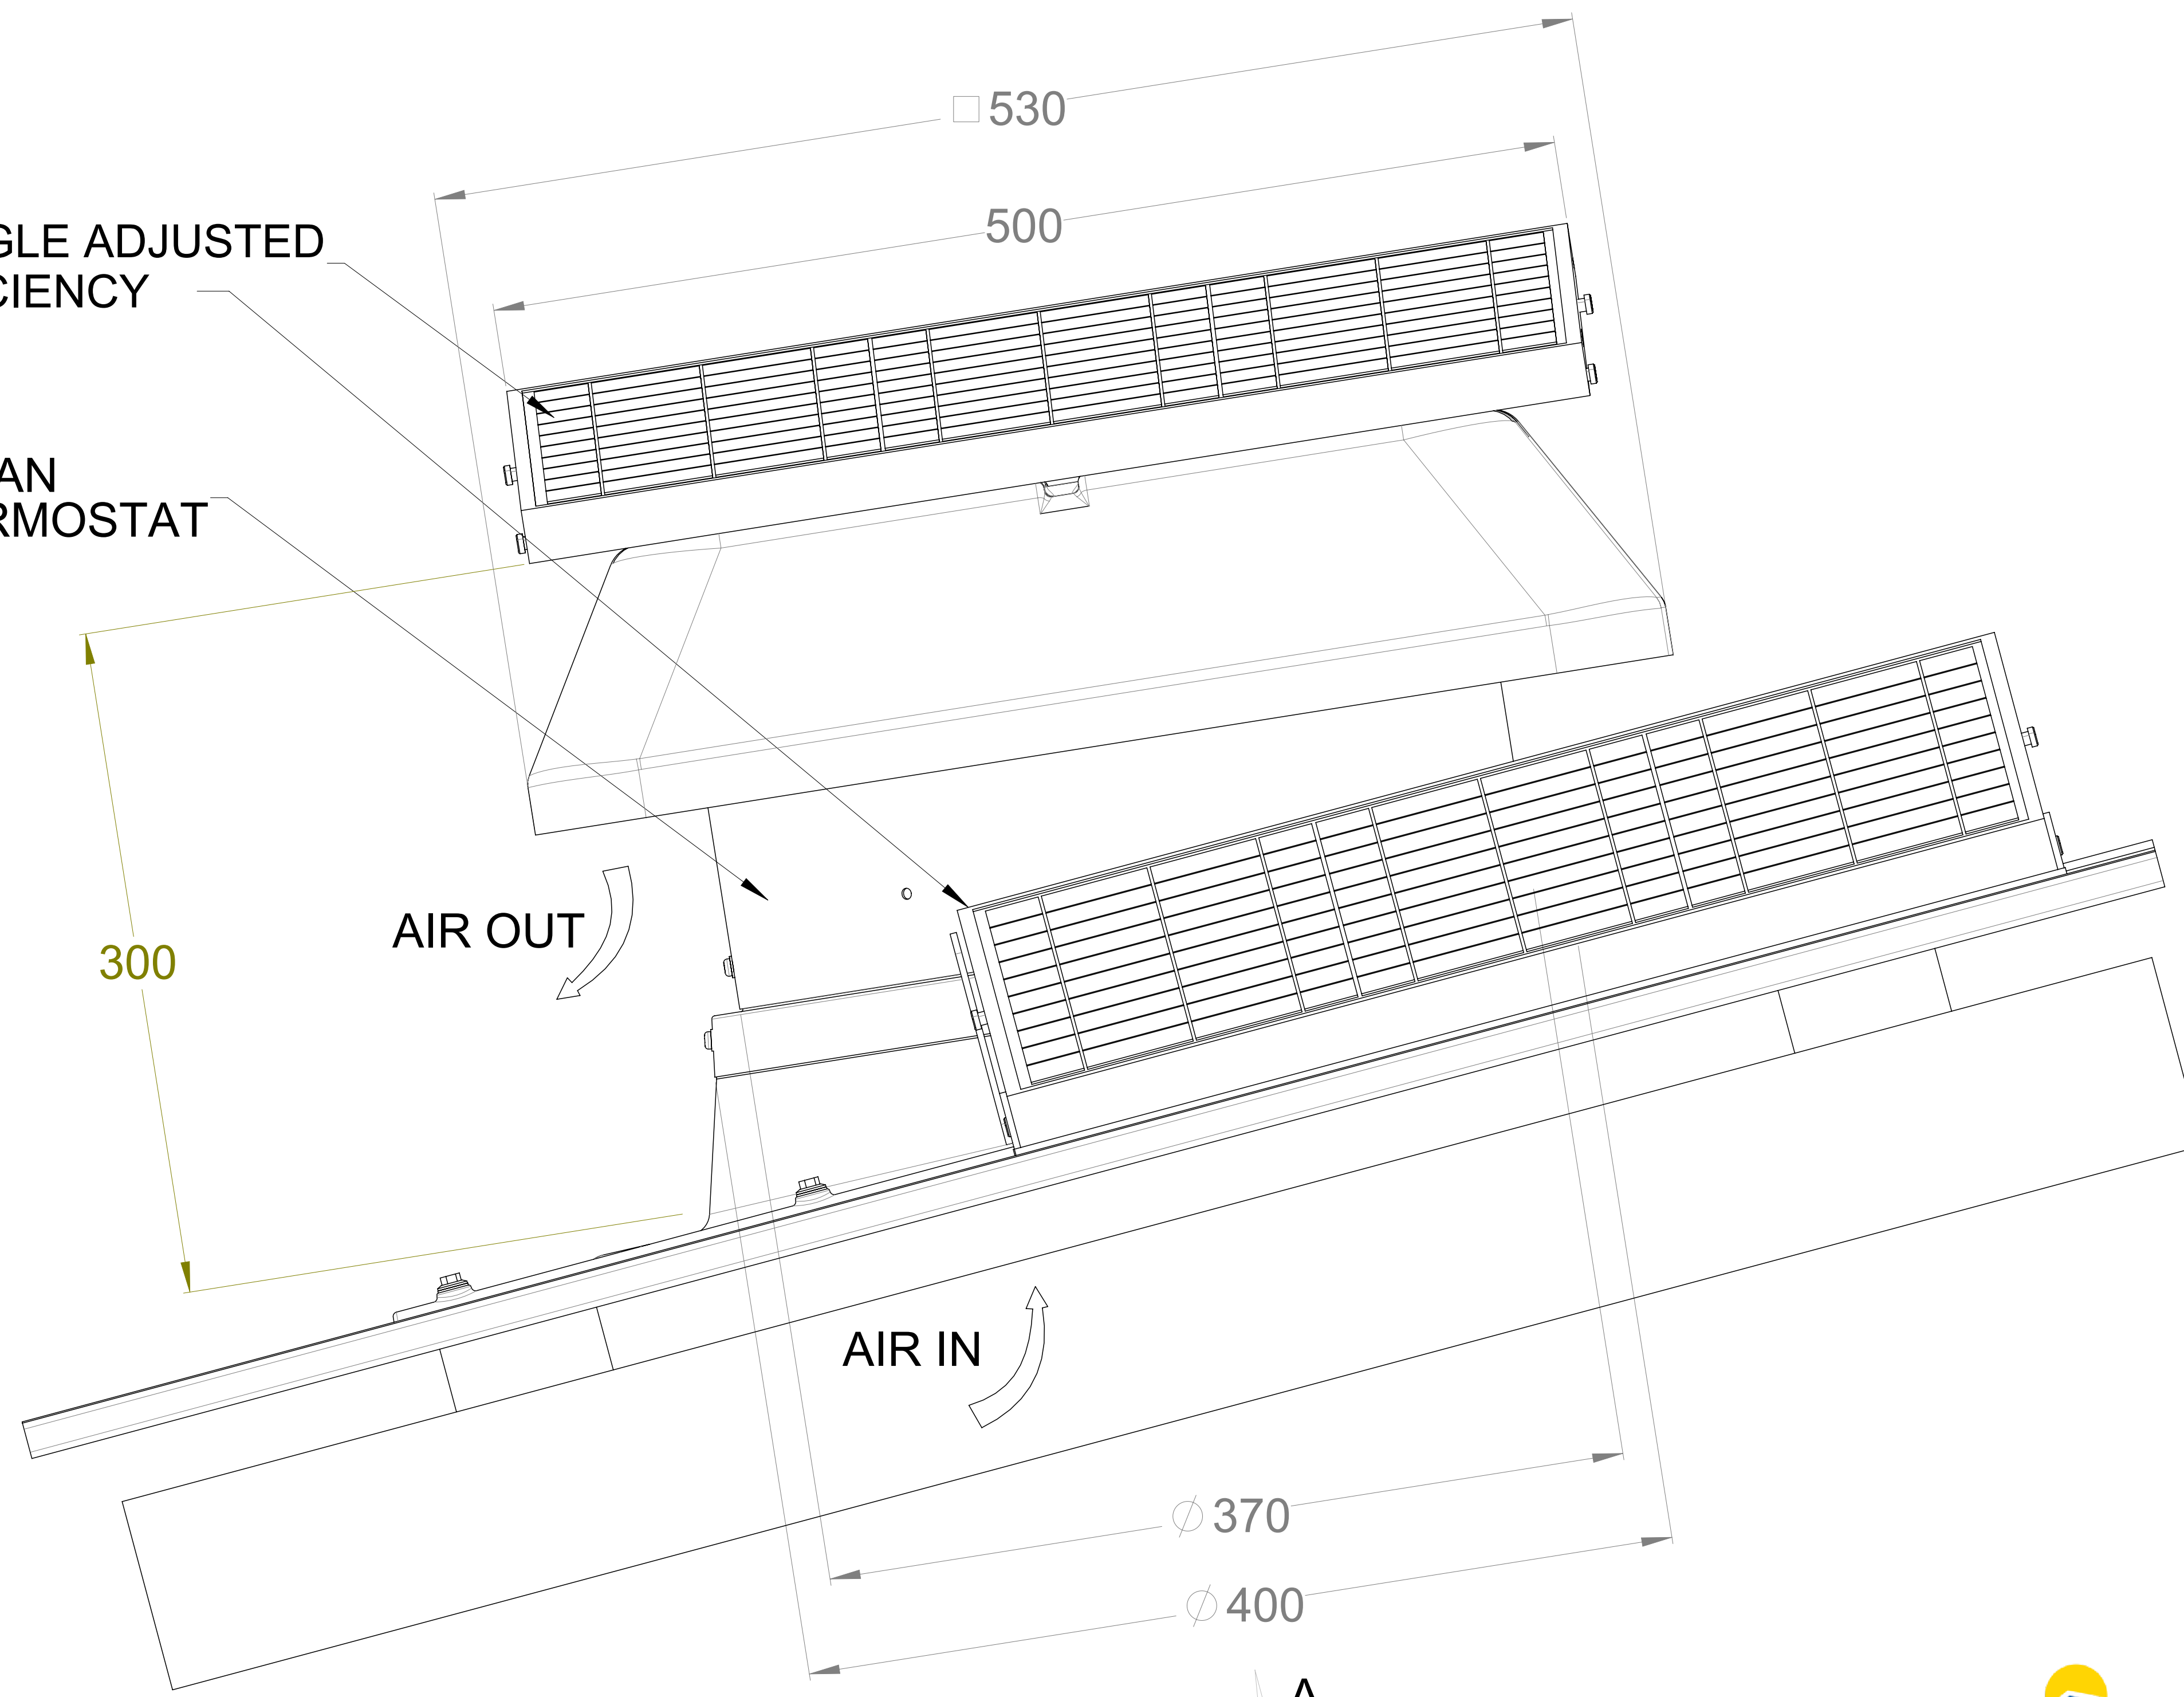 □ 530
500
GLE ADJUSTED
CIENCY
AN
RMOSTAT
AIR OUT
300
AIR IN
∅ 370
∅ 400